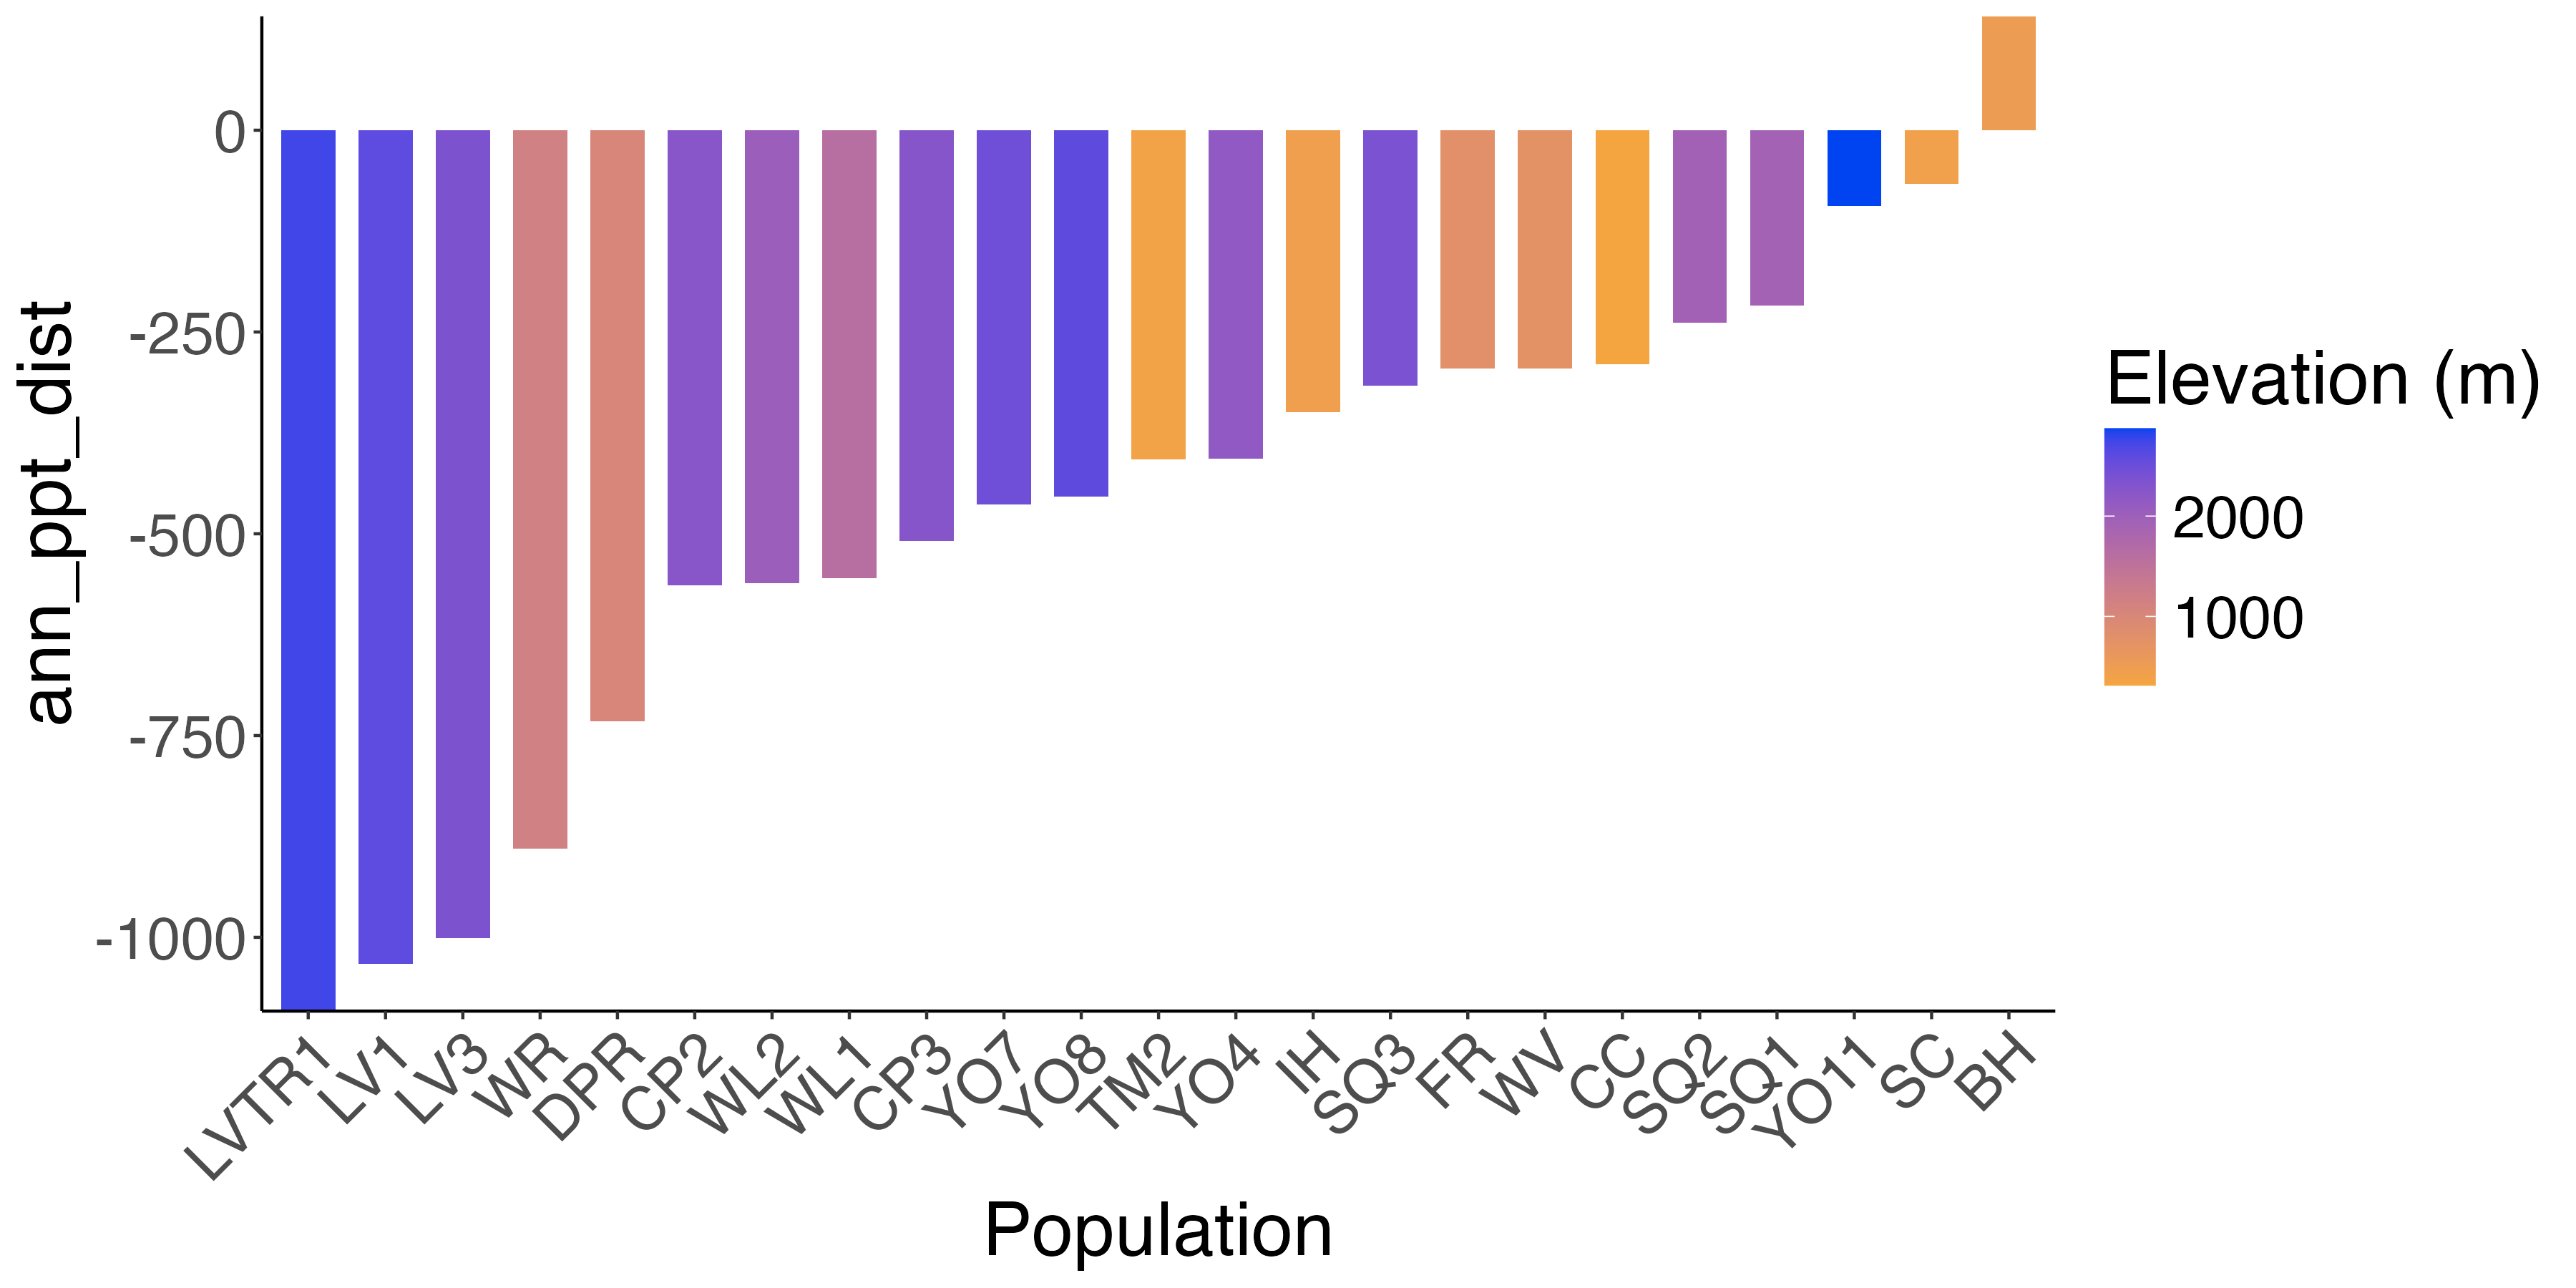 ann_ppt_dist
0
-250
-500
-750
-1000
LVTR1
LV1
LV3
WR
DPR
CP2
WL2
WL1
CP3
YO7
YO8
TM2
YO4
IH
SQ3
FR
WV
CC
SQ2
SQ1
YO11
SC
BH
Population
Elevation (m)
2000
1000